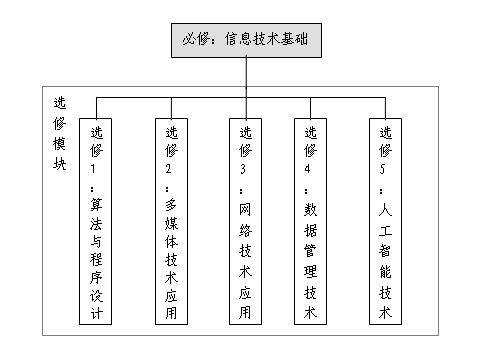 必修：信息技术基础
选修模块
选修1：算法与程序设计
选修2：多媒体技术应用
选修3：网络技术应用
选修4：数据管理技术
选修5：人工智能技术